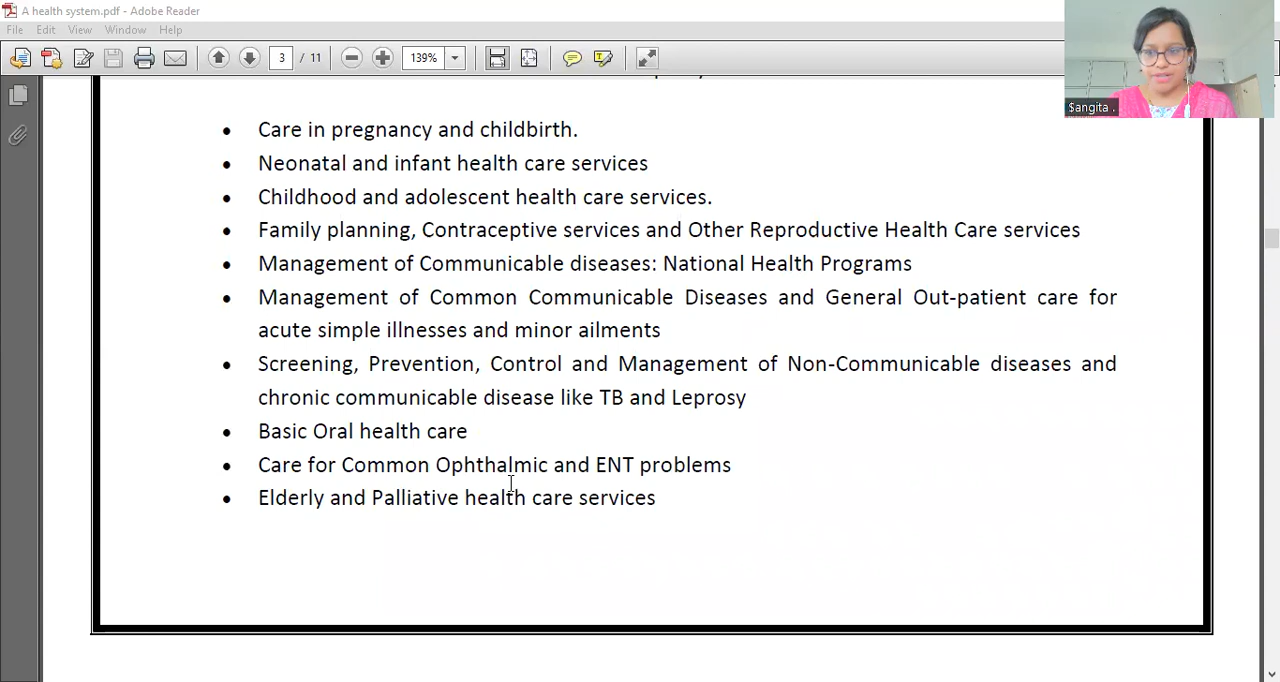 A health system.pdf - Adobe Reader
File Edit View Window Help
3 / 11 139%
Sangita .
• Care in pregnancy and childbirth.
• Neonatal and infant health care services
• Childhood and adolescent health care services.
• Family planning, Contraceptive services and Other Reproductive Health Care services
• Management of Communicable diseases: National Health Programs
• Management of Common Communicable Diseases and General Out-patient care for
acute simple illnesses and minor ailments
• Screening, Prevention, Control and Management of Non-Communicable diseases and
chronic communicable disease like TB and Leprosy
• Basic Oral health care
• Care for Common Ophthalmic and ENT problems
• Elderly and Palliative health care services